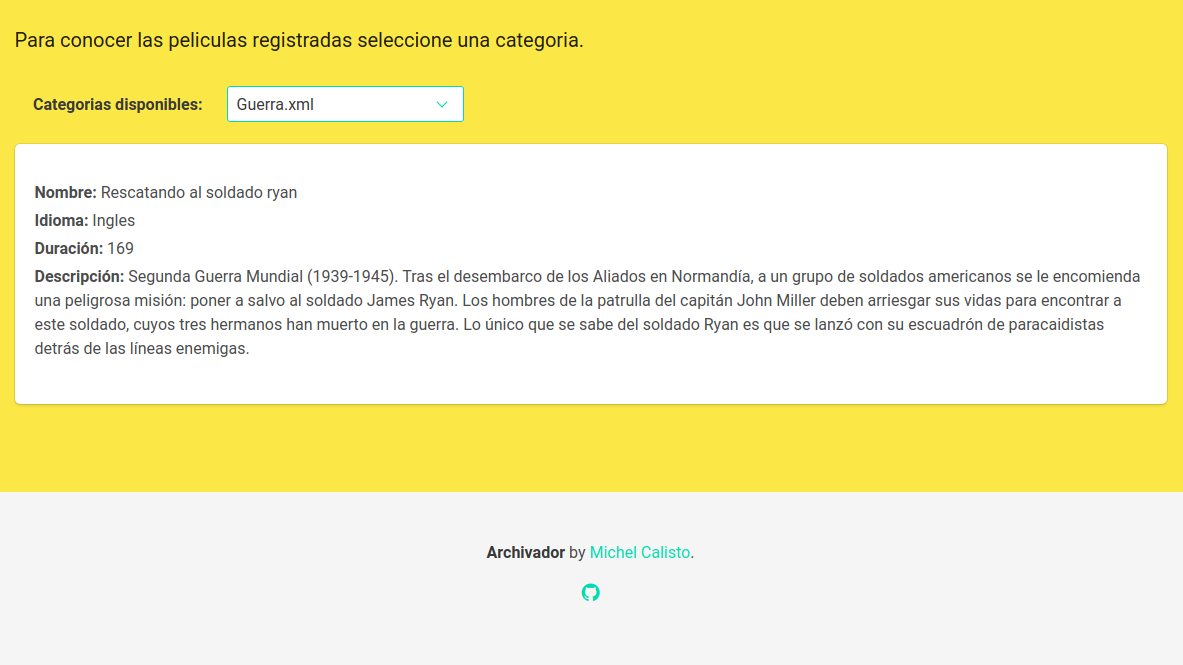 Para conocer las peliculas registradas seleccione una categoria.
Categorias disponibles: Guerra.xml
Nombre: Rescatando al soldado ryan
Idioma: Ingles
Duración: 169
Descripción: Segunda Guerra Mundial (1939-1945). Tras el desembarco de los Aliados en Normandía, a un grupo de soldados americanos se le encomienda
una peligrosa misión: poner a salvo al soldado James Ryan. Los hombres de la patrulla del capitán John Miller deben arriesgar sus vidas para encontrar a
este soldado, cuyos tres hermanos han muerto en la guerra. Lo único que se sabe del soldado Ryan es que se lanzó con su escuadrón de paracaidistas
detrás de las líneas enemigas.
Archivador by Michel Calisto.